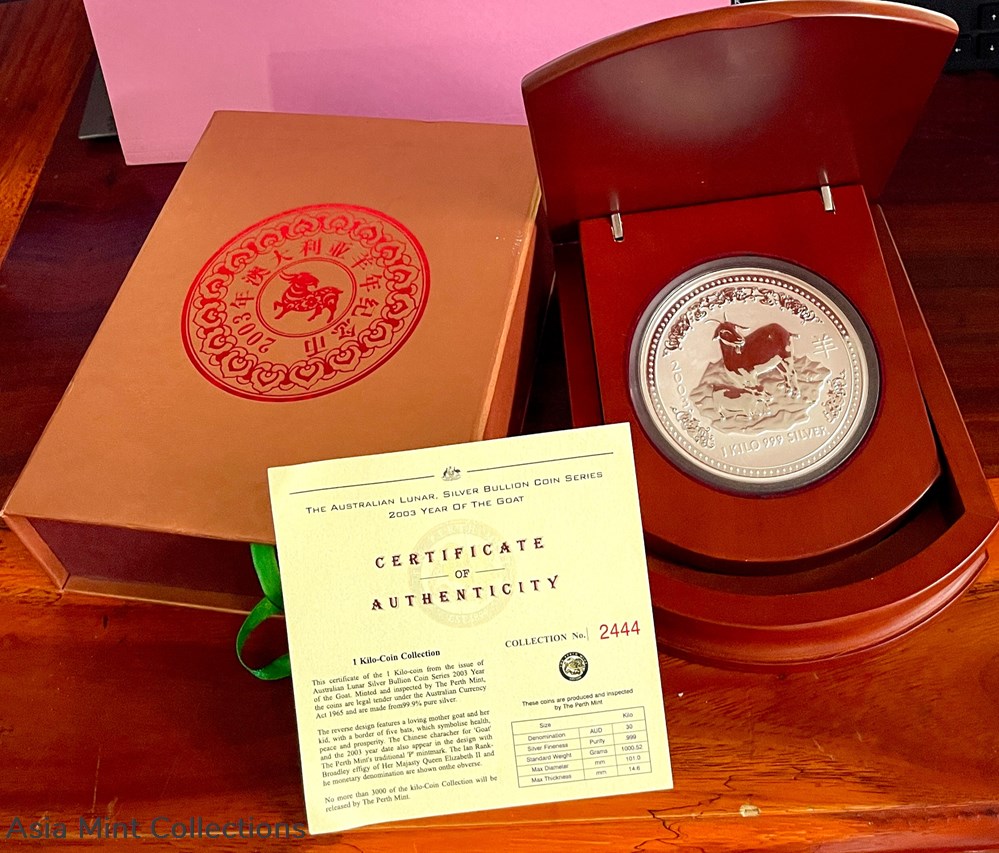 2003年澳大利亚羊年纪念币
羊
2003
1 KILO 999 SILVER
THE AUSTRALIAN LUNAR, SILVER BULLION COIN SERIES
2003 YEAR OF THE GOAT
CERTIFICATE
OF
AUTHENTICITY
COLLECTION No. 2444
1 Kilo-Coin Collection
This certificate of the 1 Kilo-coin from the issue of
Australian Lunar Silver Bullion Coin Series 2003 Year
of the Goat. Minted and inspected by The Perth Mint,
the coins are legal tender under the Australian Currency
Act 1965 and are made from99.9% pure silver.
The reverse design features a loving mother goat and her
kid, with a border of five bats, which symbolise health,
peace and prosperity. The Chinese characher for 'Goat'
and the 2003 year date also appear in the design with
The Perth Mint's traditional 'P' mintmark. The Ian Rank-
Broadley effigy of Her Majasty Queen Elizabeth II and
he monetary denomination are shown onthe obverse.
No more than 3000 of the kilo-Coin Collection will be
released by The Perth Mint.
These coins are produced and inspected
by The Perth Mint
Size Kilo
Denomination AUD 30
Silver Fineness Purity 999
Standard Weight Grams 1000.52
Max Diameter mm 101.0
Max Thickness mm 14.6
Asia Mint Collections